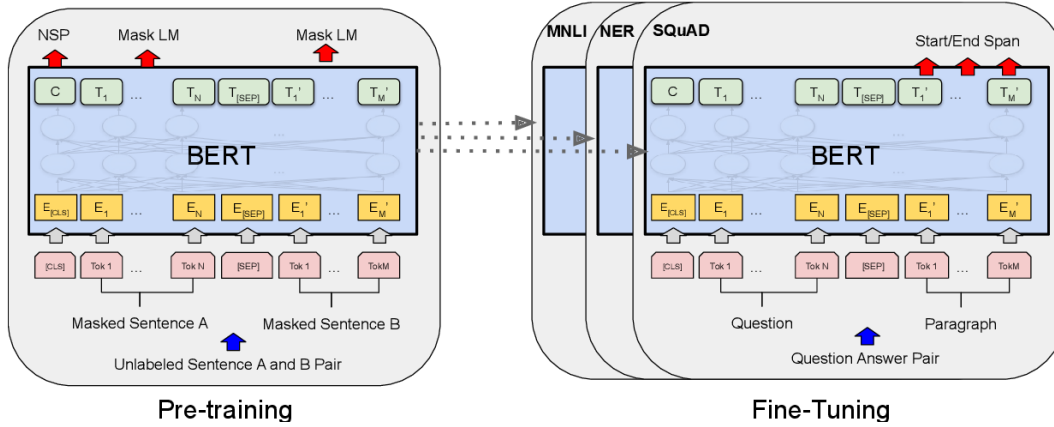 NSP Mask LM Mask LM
C T1 ... TN T[SEP] T1' ... TM'
...
BERT
...
E[CLS] E1 ... EN E[SEP] E1' ... EM'
[CLS] Tok 1 ... Tok N [SEP] Tok 1 ... TokM
Masked Sentence A Masked Sentence B
Unlabeled Sentence A and B Pair
Pre-training
MNLI NER SQuAD
Start/End Span
C T1 ... TN T[SEP] T1' ... TM'
...
BERT
...
E[CLS] E1 ... EN E[SEP] E1' ... EM'
[CLS] Tok 1 ... Tok N [SEP] Tok 1 ... TokM
Question Paragraph
Question Answer Pair
Fine-Tuning